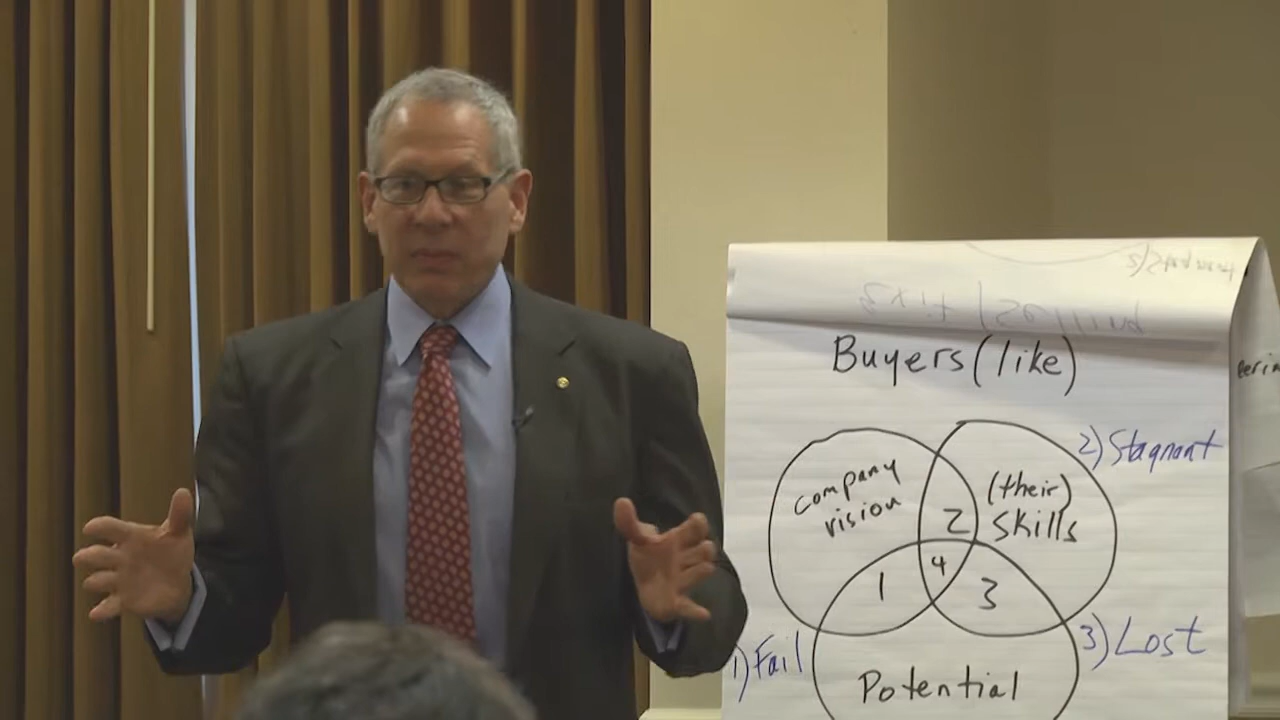 Buyers (like)
company
vision
(their)
skills
2) Stagnant
2
4
1
3
1) Fail
3) Lost
Potential